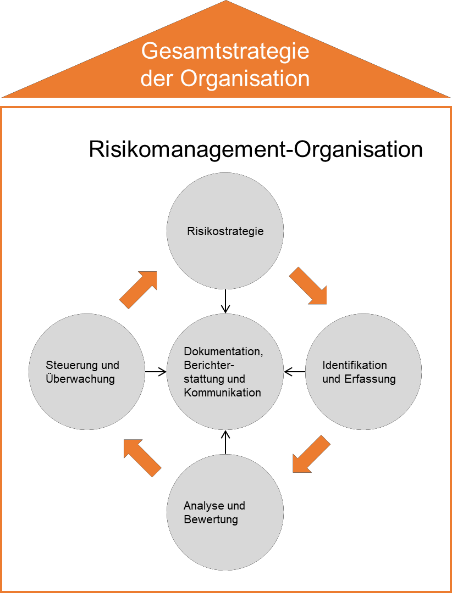 Gesamtstrategie
der Organisation
Risikomanagement-Organisation
Risikostrategie
Steuerung und
Überwachung
Dokumentation,
Berichter-
stattung und
Kommunikation
Identifikation
und Erfassung
Analyse und
Bewertung